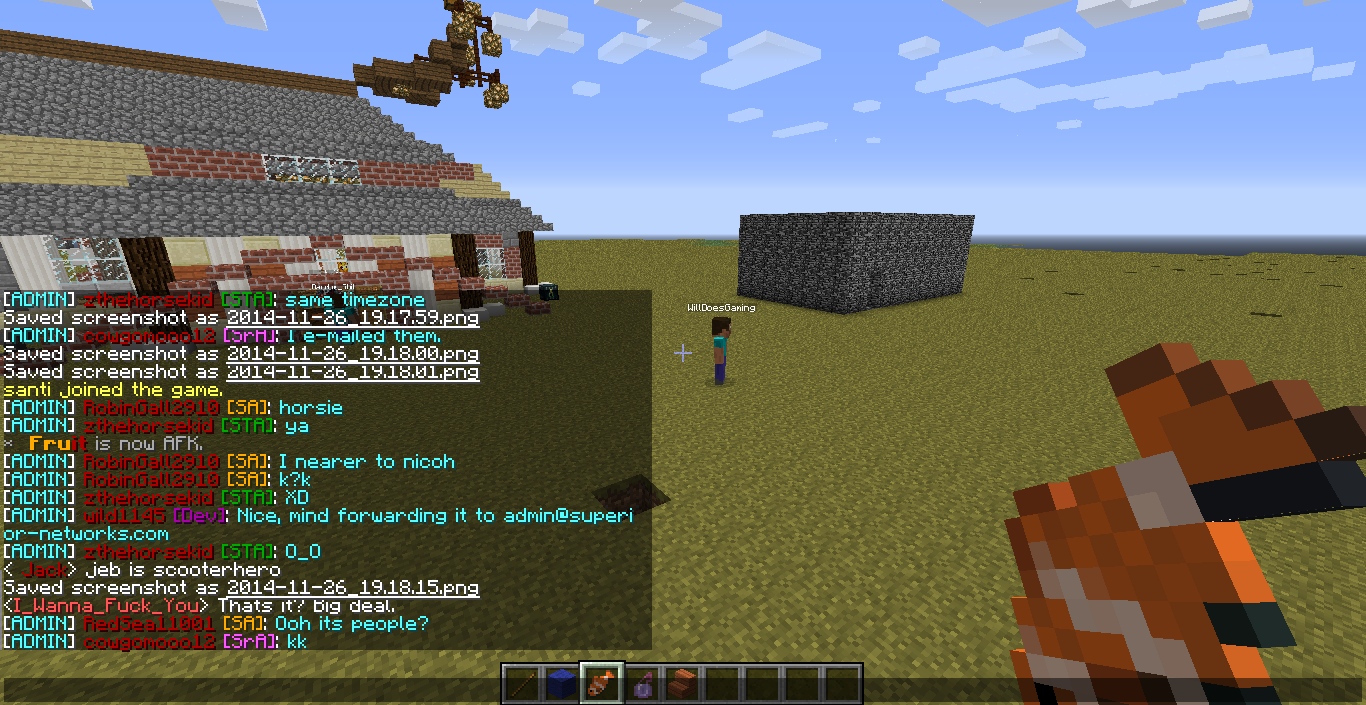 WillDoesGaming
[ADMIN] zthehorsekid [STA]: same timezone
Saved screenshot as 2014-11-26_19.17.59.png
[ADMIN] cowgomooo12 [SrA]: I e-mailed them.
Saved screenshot as 2014-11-26_19.18.00.png
Saved screenshot as 2014-11-26_19.18.01.png
santi joined the game.
[ADMIN] RobinGall2910 [SA]: horsie
[ADMIN] zthehorsekid [STA]: ya
* Fruit is now AFK.
[ADMIN] RobinGall2910 [SA]: I nearer to nicoh
[ADMIN] RobinGall2910 [SA]: k?k
[ADMIN] zthehorsekid [STA]: XD
[ADMIN] wild1145 [Dev]: Nice, mind forwarding it to admin@superi
or-networks.com
[ADMIN] zthehorsekid [STA]: O_O
< Jack> jeb is scooterhero
Saved screenshot as 2014-11-26_19.18.15.png
<I_Wanna_Fuck_You> Thats it? Big deal.
[ADMIN] RedSeal1001 [SA]: Ooh its people?
[ADMIN] cowgomooo12 [SrA]: kk